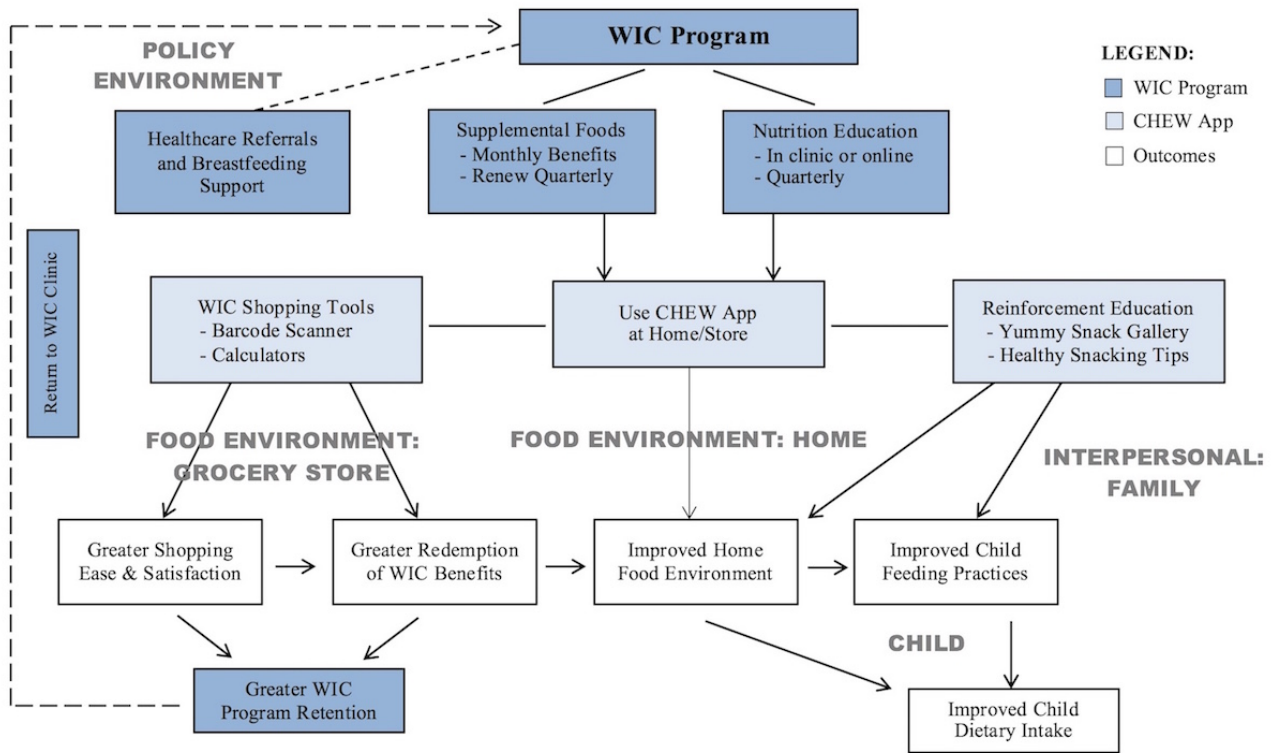 WIC Program
POLICY
ENVIRONMENT
LEGEND:
WIC Program
CHEW App
Outcomes
Healthcare Referrals
and Breastfeeding
Support
Supplemental Foods
- Monthly Benefits
- Renew Quarterly
Nutrition Education
- In clinic or online
- Quarterly
Return to WIC Clinic
WIC Shopping Tools
- Barcode Scanner
- Calculators
Use CHEW App
at Home/Store
Reinforcement Education
- Yummy Snack Gallery
- Healthy Snacking Tips
FOOD ENVIRONMENT:
GROCERY STORE
FOOD ENVIRONMENT: HOME
INTERPERSONAL:
FAMILY
Greater Shopping
Ease & Satisfaction
Greater Redemption
of WIC Benefits
Improved Home
Food Environment
Improved Child
Feeding Practices
CHILD
Greater WIC
Program Retention
Improved Child
Dietary Intake